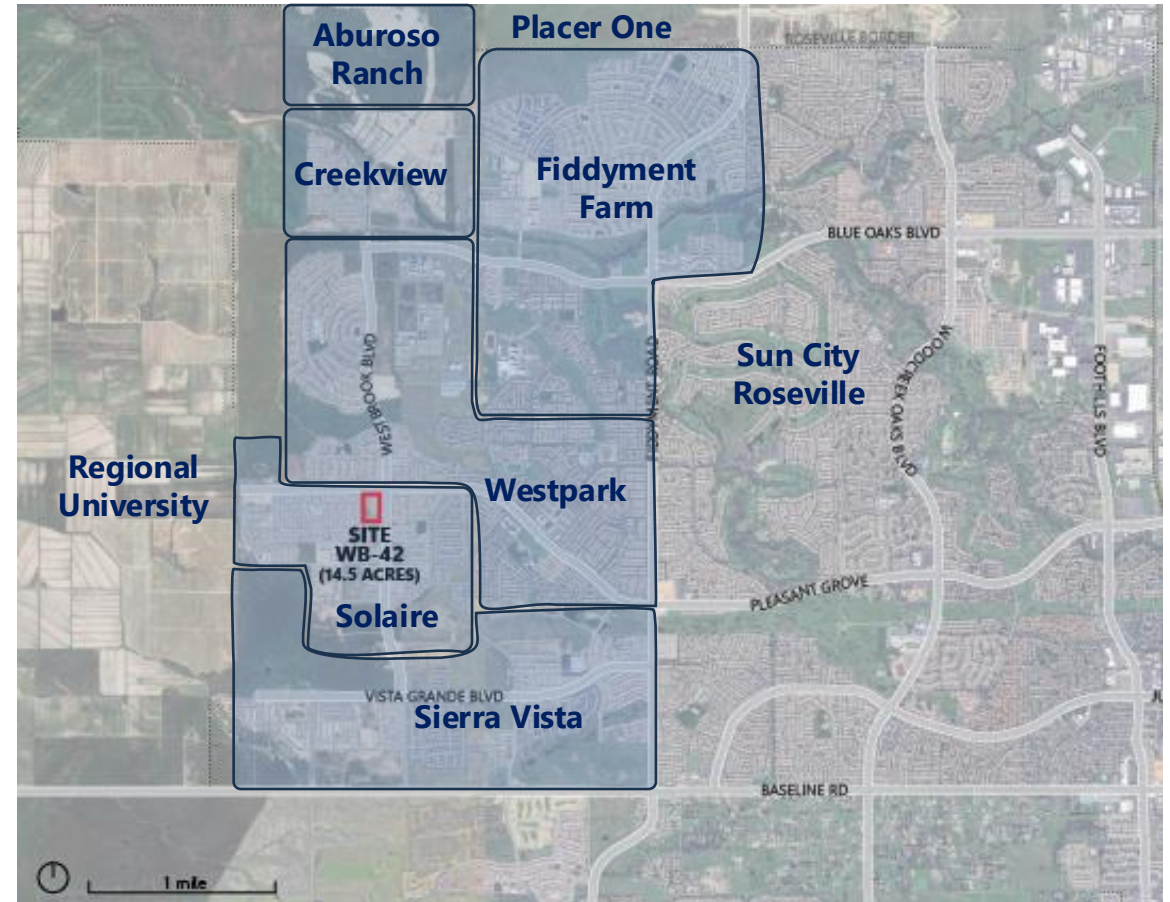 Aburoso
Ranch
Placer One
ROSEVILLE BORDER
Creekview
Fiddyment
Farm
BLUE OAKS BLVD
WESTBROOK BLVD
Sun City
Roseville
WOODCREEK OAKS BLVD
FOOTHILLS BLVD
Regional
University
Westpark
SITE
WB-42
(14.5 ACRES)
PLEASANT GROVE
Solaire
VISTA GRANDE BLVD
Sierra Vista
BASELINE RD
1 mile